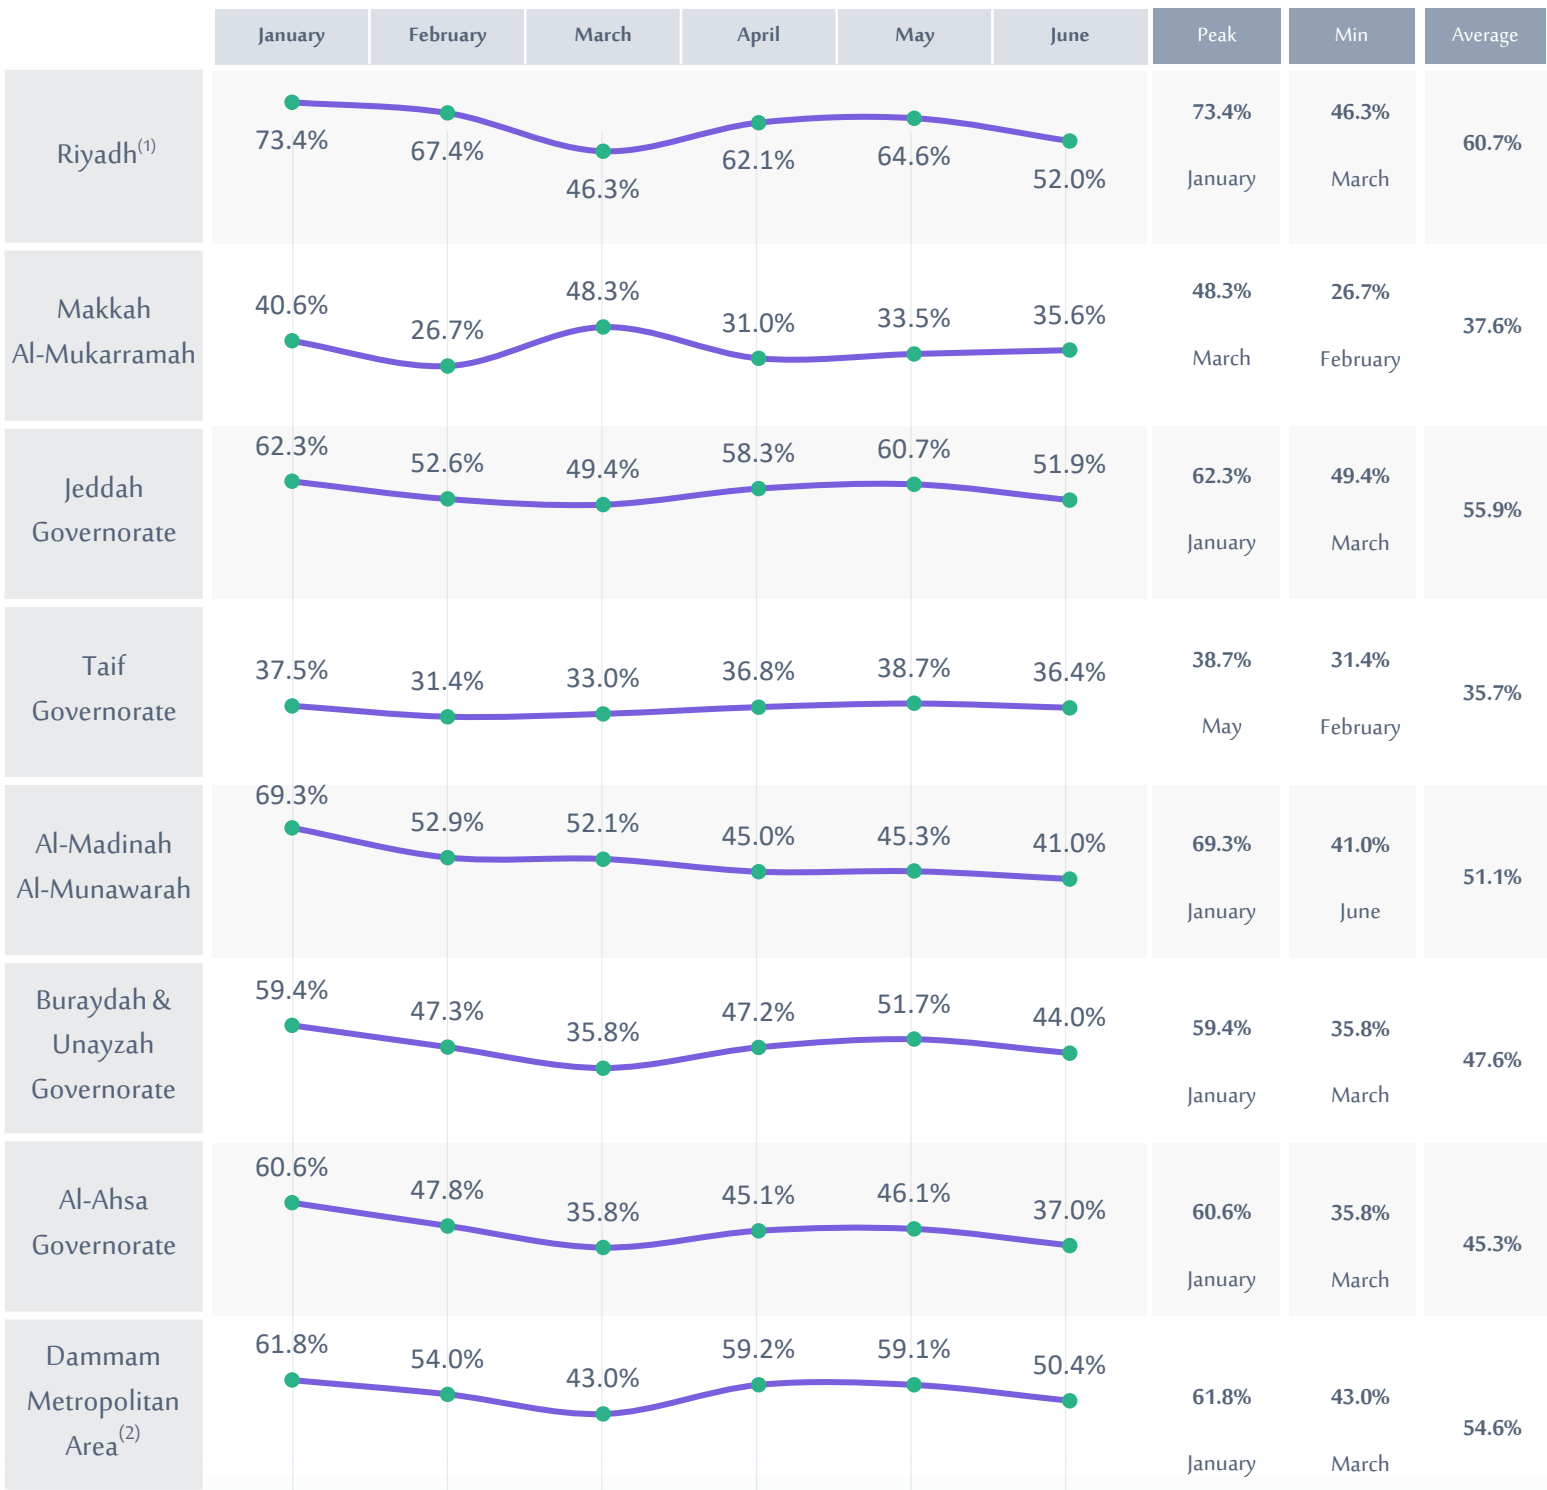 January February March April May June Peak Min Average
Riyadh(1)
73.4% 67.4% 46.3% 62.1% 64.6% 52.0%
73.4% 46.3%
January March
60.7%
Makkah
Al-Mukarramah
40.6% 26.7% 48.3% 31.0% 33.5% 35.6%
48.3% 26.7%
March February
37.6%
Jeddah
Governorate
62.3% 52.6% 49.4% 58.3% 60.7% 51.9%
62.3% 49.4%
January March
55.9%
Taif
Governorate
37.5% 31.4% 33.0% 36.8% 38.7% 36.4%
38.7% 31.4%
May February
35.7%
Al-Madinah
Al-Munawarah
69.3% 52.9% 52.1% 45.0% 45.3% 41.0%
69.3% 41.0%
January June
51.1%
Buraydah &
Unayzah
Governorate
59.4% 47.3% 35.8% 47.2% 51.7% 44.0%
59.4% 35.8%
January March
47.6%
Al-Ahsa
Governorate
60.6% 47.8% 35.8% 45.1% 46.1% 37.0%
60.6% 35.8%
January March
45.3%
Dammam
Metropolitan
Area(2)
61.8% 54.0% 43.0% 59.2% 59.1% 50.4%
61.8% 43.0%
January March
54.6%